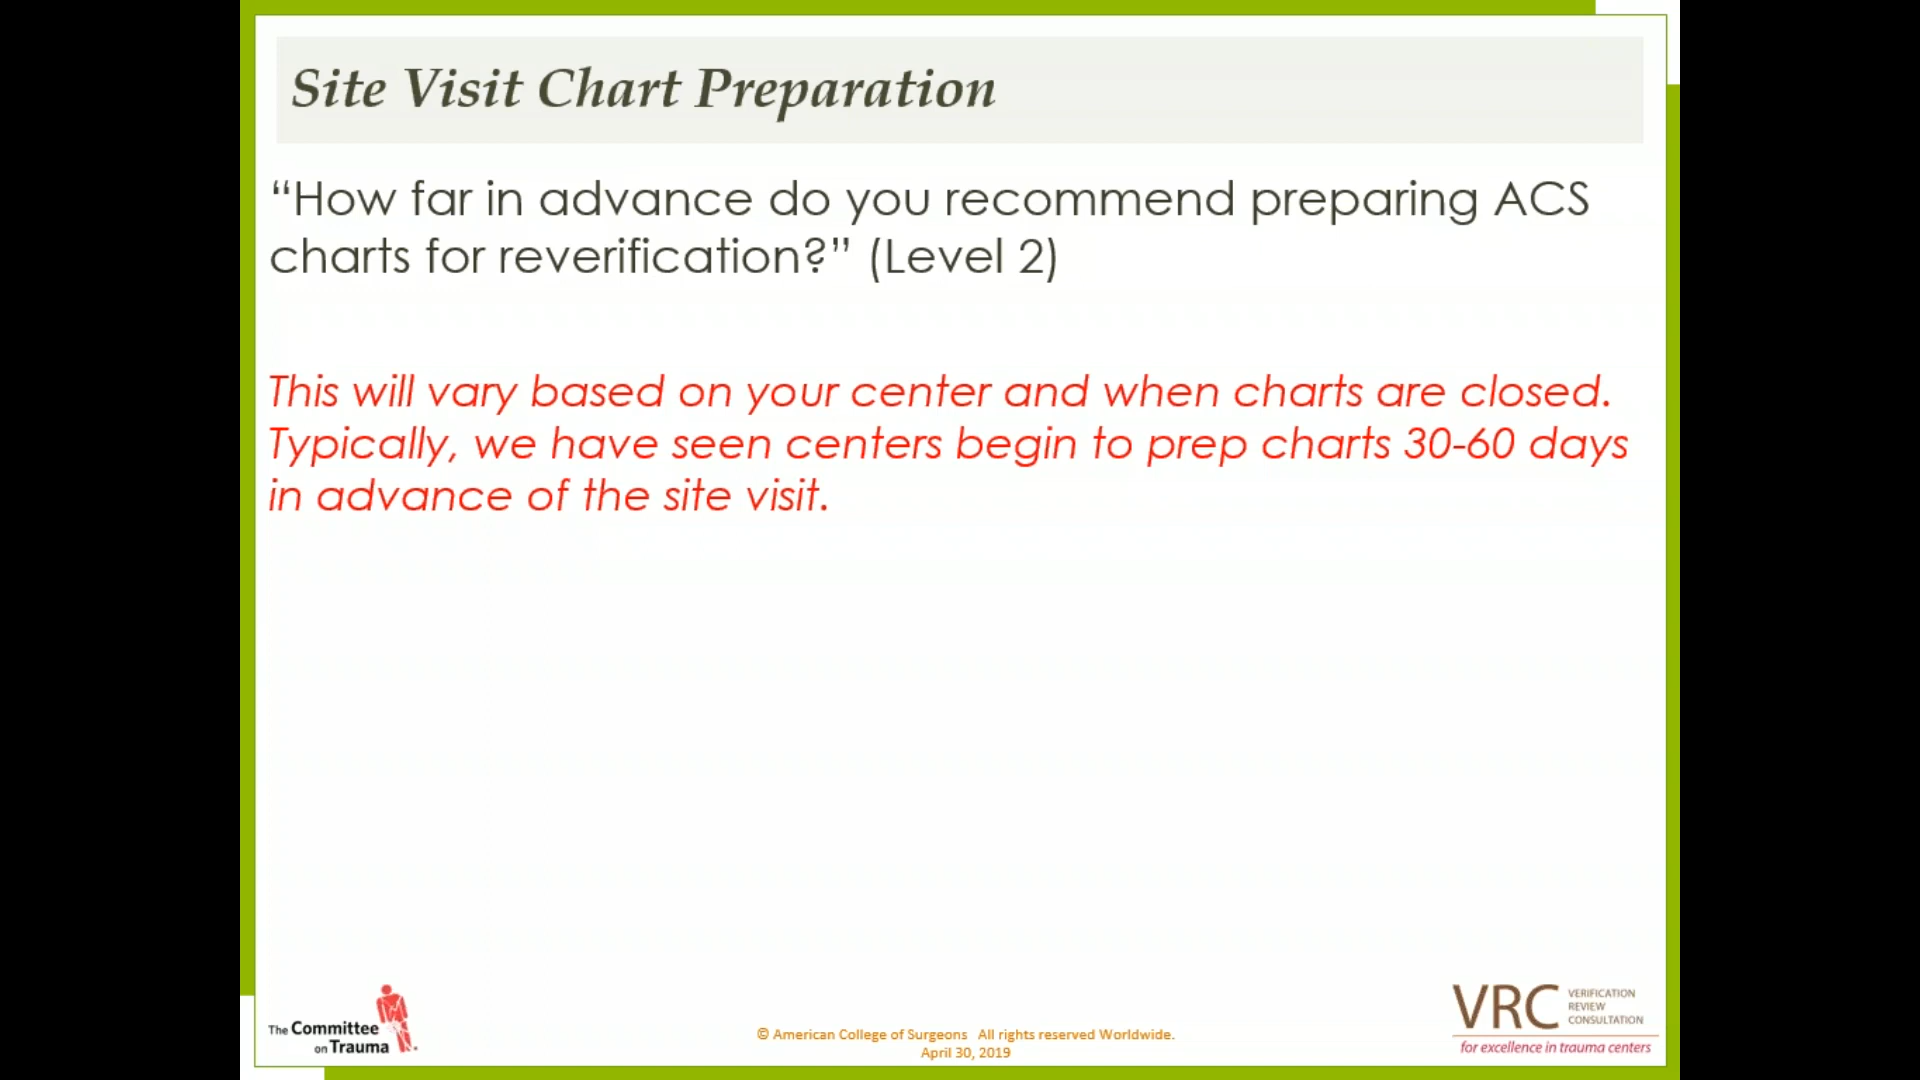 Site Visit Chart Preparation
“How far in advance do you recommend preparing ACS
charts for reverification?” (Level 2)
This will vary based on your center and when charts are closed.
Typically, we have seen centers begin to prep charts 30-60 days
in advance of the site visit.
The Committee
on Trauma
© American College of Surgeons All rights reserved Worldwide.
April 30, 2019
VRC VERIFICATION
REVIEW
CONSULTATION
for excellence in trauma centers